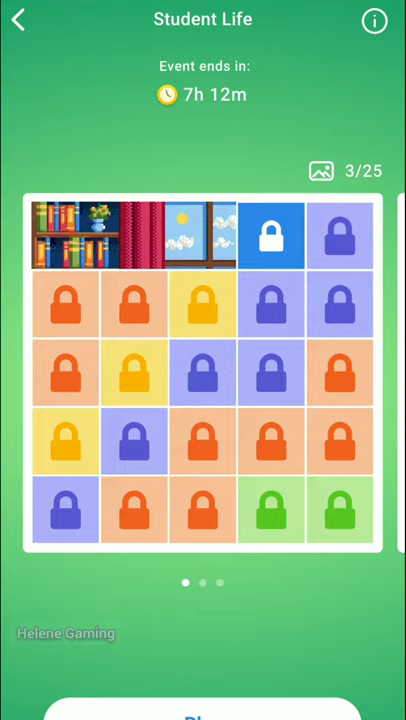 Student Life
Event ends in:
7h 12m
3/25
Helene Gaming